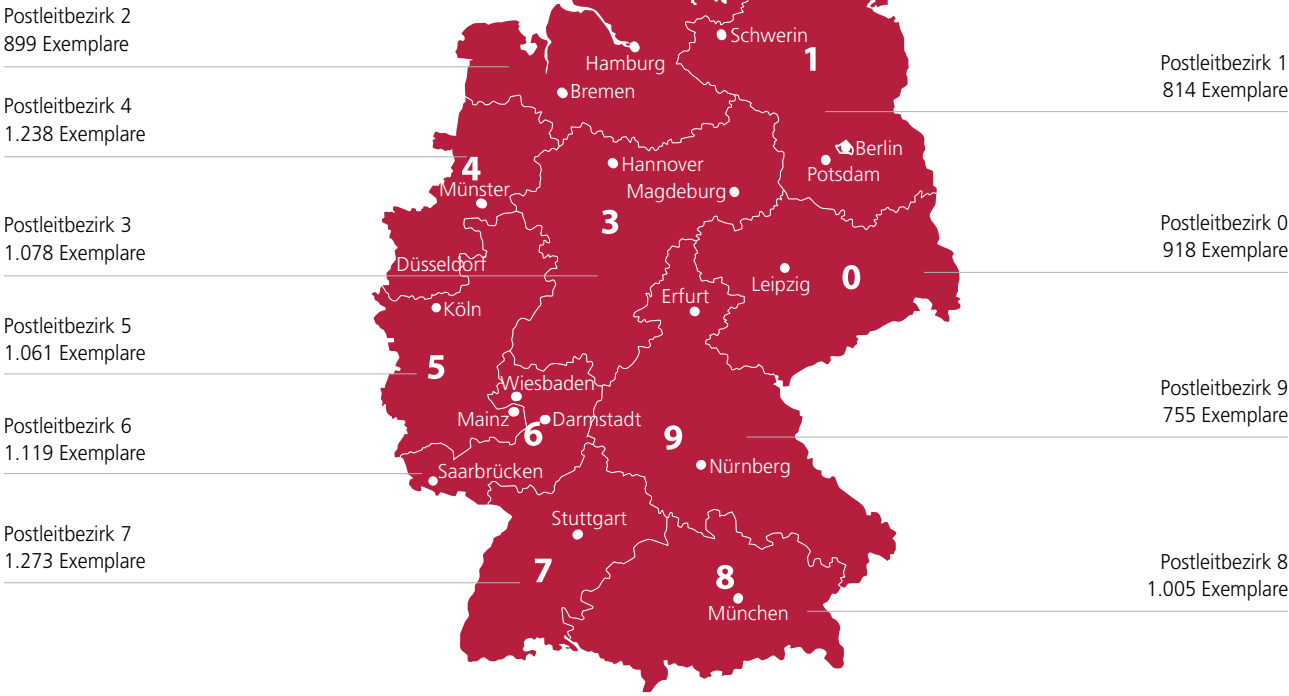 Postleitbezirk 2
899 Exemplare
Postleitbezirk 4
1.238 Exemplare
Postleitbezirk 3
1.078 Exemplare
Postleitbezirk 5
1.061 Exemplare
Postleitbezirk 6
1.119 Exemplare
Postleitbezirk 7
1.273 Exemplare
Schwerin
1
Hamburg
Bremen
Berlin
Potsdam
Hannover
Magdeburg
4
Münster
3
Düsseldorf
Leipzig
0
Erfurt
Köln
5
Wiesbaden
Mainz
Darmstadt
6
9
Saarbrücken
Nürnberg
Stuttgart
7
8
München
Postleitbezirk 1
814 Exemplare
Postleitbezirk 0
918 Exemplare
Postleitbezirk 9
755 Exemplare
Postleitbezirk 8
1.005 Exemplare